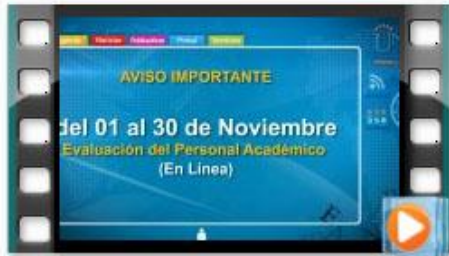 AVISO IMPORTANTE
del 01 al 30 de Noviembre
Evaluación del Personal Académico
(En Línea)